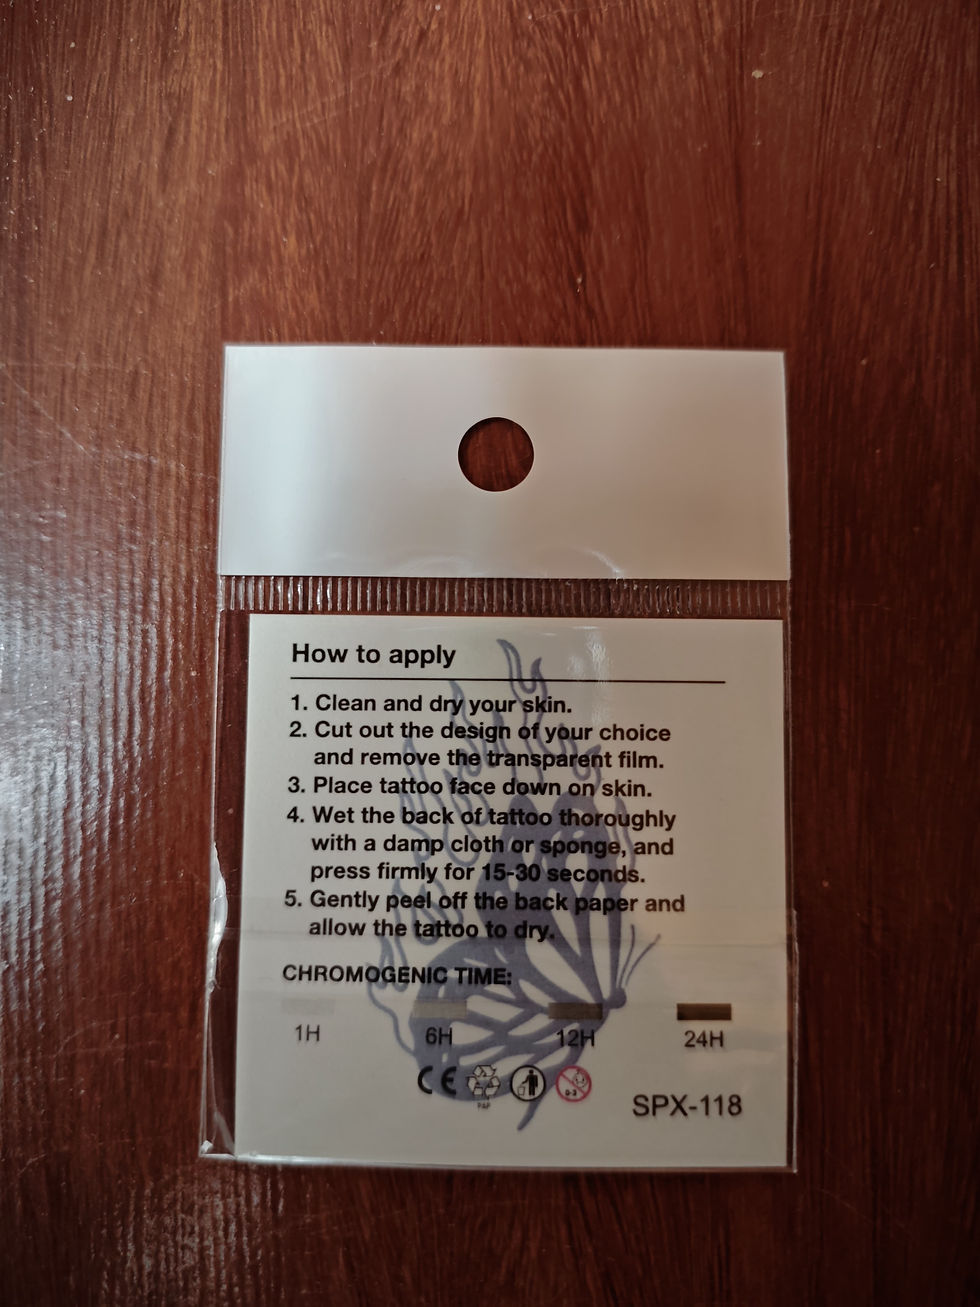 How to apply
1. Clean and dry your skin.
2. Cut out the design of your choice
and remove the transparent film.
3. Place tattoo face down on skin.
4. Wet the back of tattoo thoroughly
with a damp cloth or sponge, and
press firmly for 15-30 seconds.
5. Gently peel off the back paper and
allow the tattoo to dry.
CHROMOGENIC TIME:
1H 6H 12H 24H
CE PAP 0-3
SPX-118